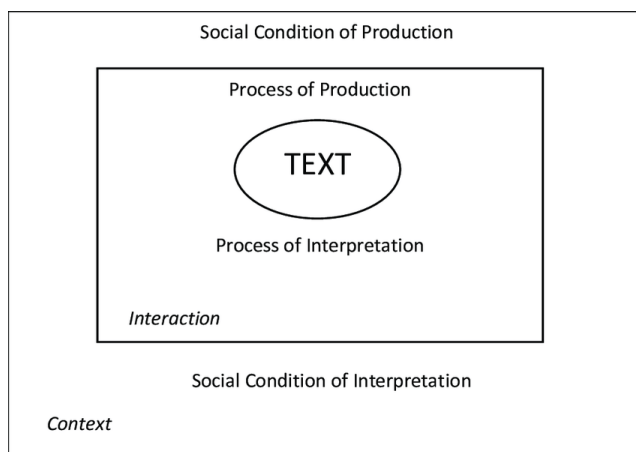 Social Condition of Production
Process of Production
TEXT
Process of Interpretation
Interaction
Social Condition of Interpretation
Context